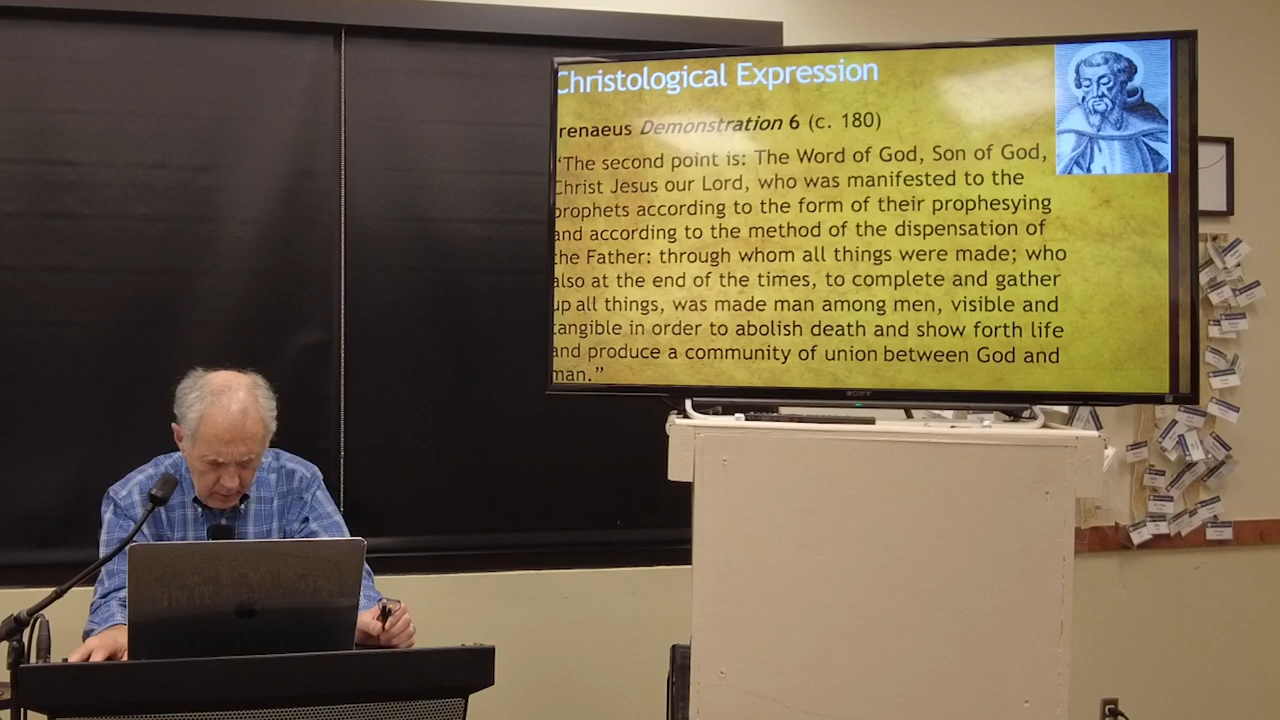 Christological Expression
renaeus Demonstration 6 (c. 180)
“The second point is: The Word of God, Son of God,
Christ Jesus our Lord, who was manifested to the
prophets according to the form of their prophesying
and according to the method of the dispensation of
the Father: through whom all things were made; who
also at the end of the times, to complete and gather
up all things, was made man among men, visible and
tangible in order to abolish death and show forth life
and produce a community of union between God and
man.”
SONY